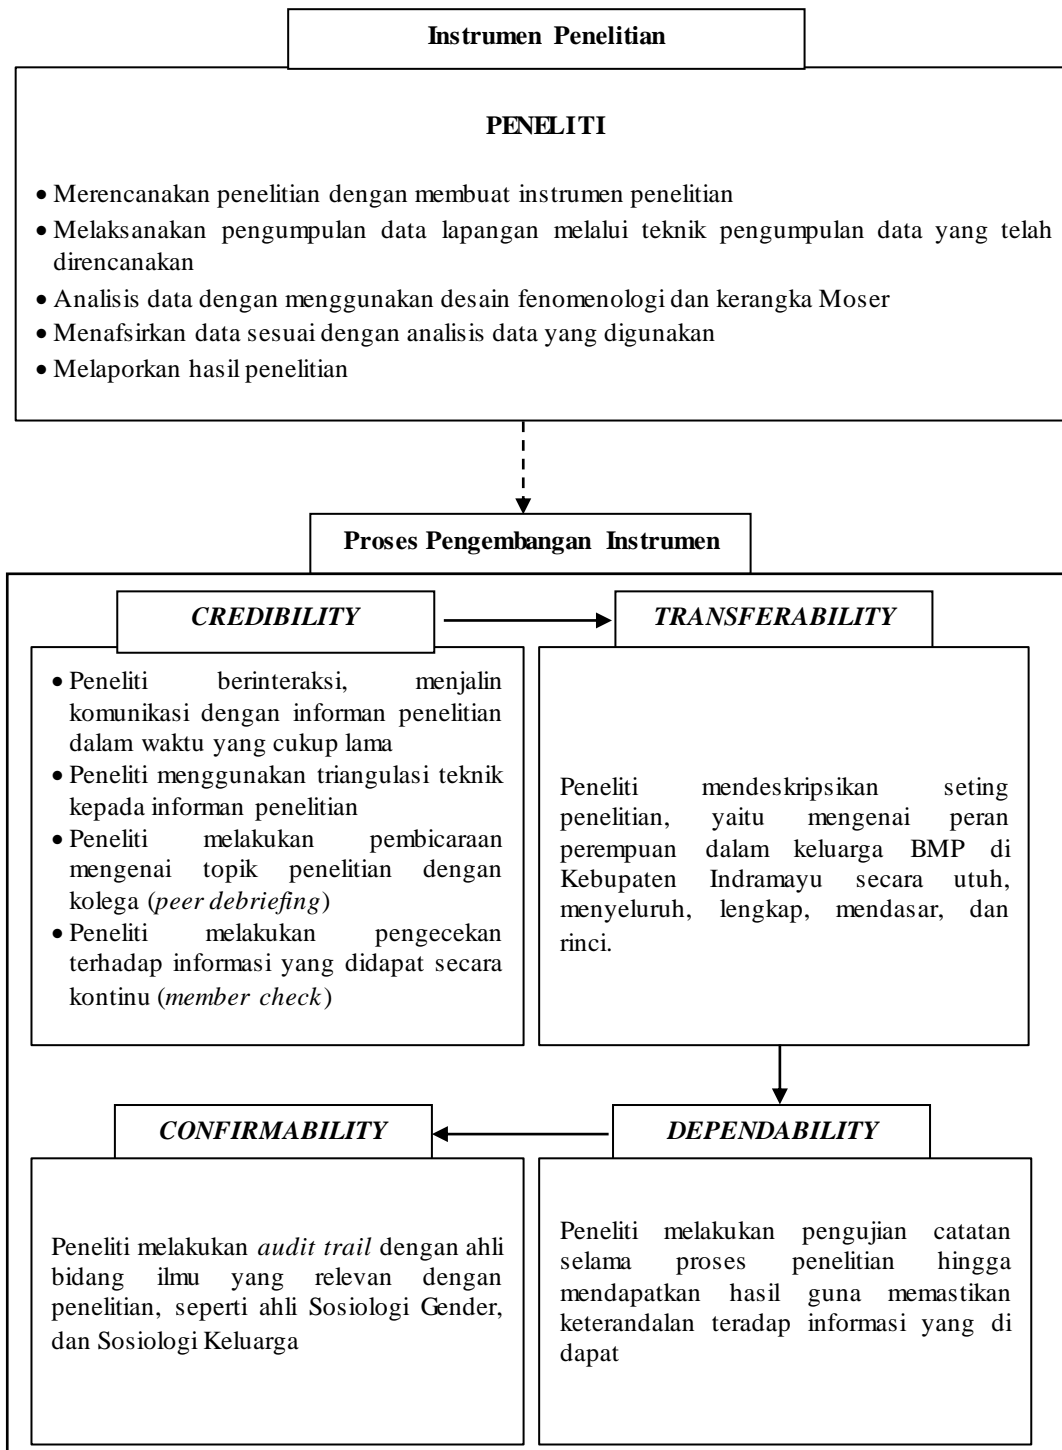 Instrumen Penelitian
PENELITI
• Merencanakan penelitian dengan membuat instrumen penelitian
• Melaksanakan pengumpulan data lapangan melalui teknik pengumpulan data yang telah
direncanakan
• Analisis data dengan menggunakan desain fenomenologi dan kerangka Moser
• Menafsirkan data sesuai dengan analisis data yang digunakan
• Melaporkan hasil penelitian
Proses Pengembangan Instrumen
CREDIBILITY
• Peneliti berinteraksi, menjalin
komunikasi dengan informan penelitian
dalam waktu yang cukup lama
• Peneliti menggunakan triangulasi teknik
kepada informan penelitian
• Peneliti melakukan pembicaraan
mengenai topik penelitian dengan
kolega (peer debriefing)
• Peneliti melakukan pengecekan
terhadap informasi yang didapat secara
kontinu (member check)
TRANSFERABILITY
Peneliti mendeskripsikan seting
penelitian, yaitu mengenai peran
perempuan dalam keluarga BMP di
Kebupaten Indramayu secara utuh,
menyeluruh, lengkap, mendasar, dan
rinci.
DEPENDABILITY
Peneliti melakukan pengujian catatan
selama proses penelitian hingga
mendapatkan hasil guna memastikan
keterandalan teradap informasi yang di
dapat
CONFIRMABILITY
Peneliti melakukan audit trail dengan ahli
bidang ilmu yang relevan dengan
penelitian, seperti ahli Sosiologi Gender,
dan Sosiologi Keluarga